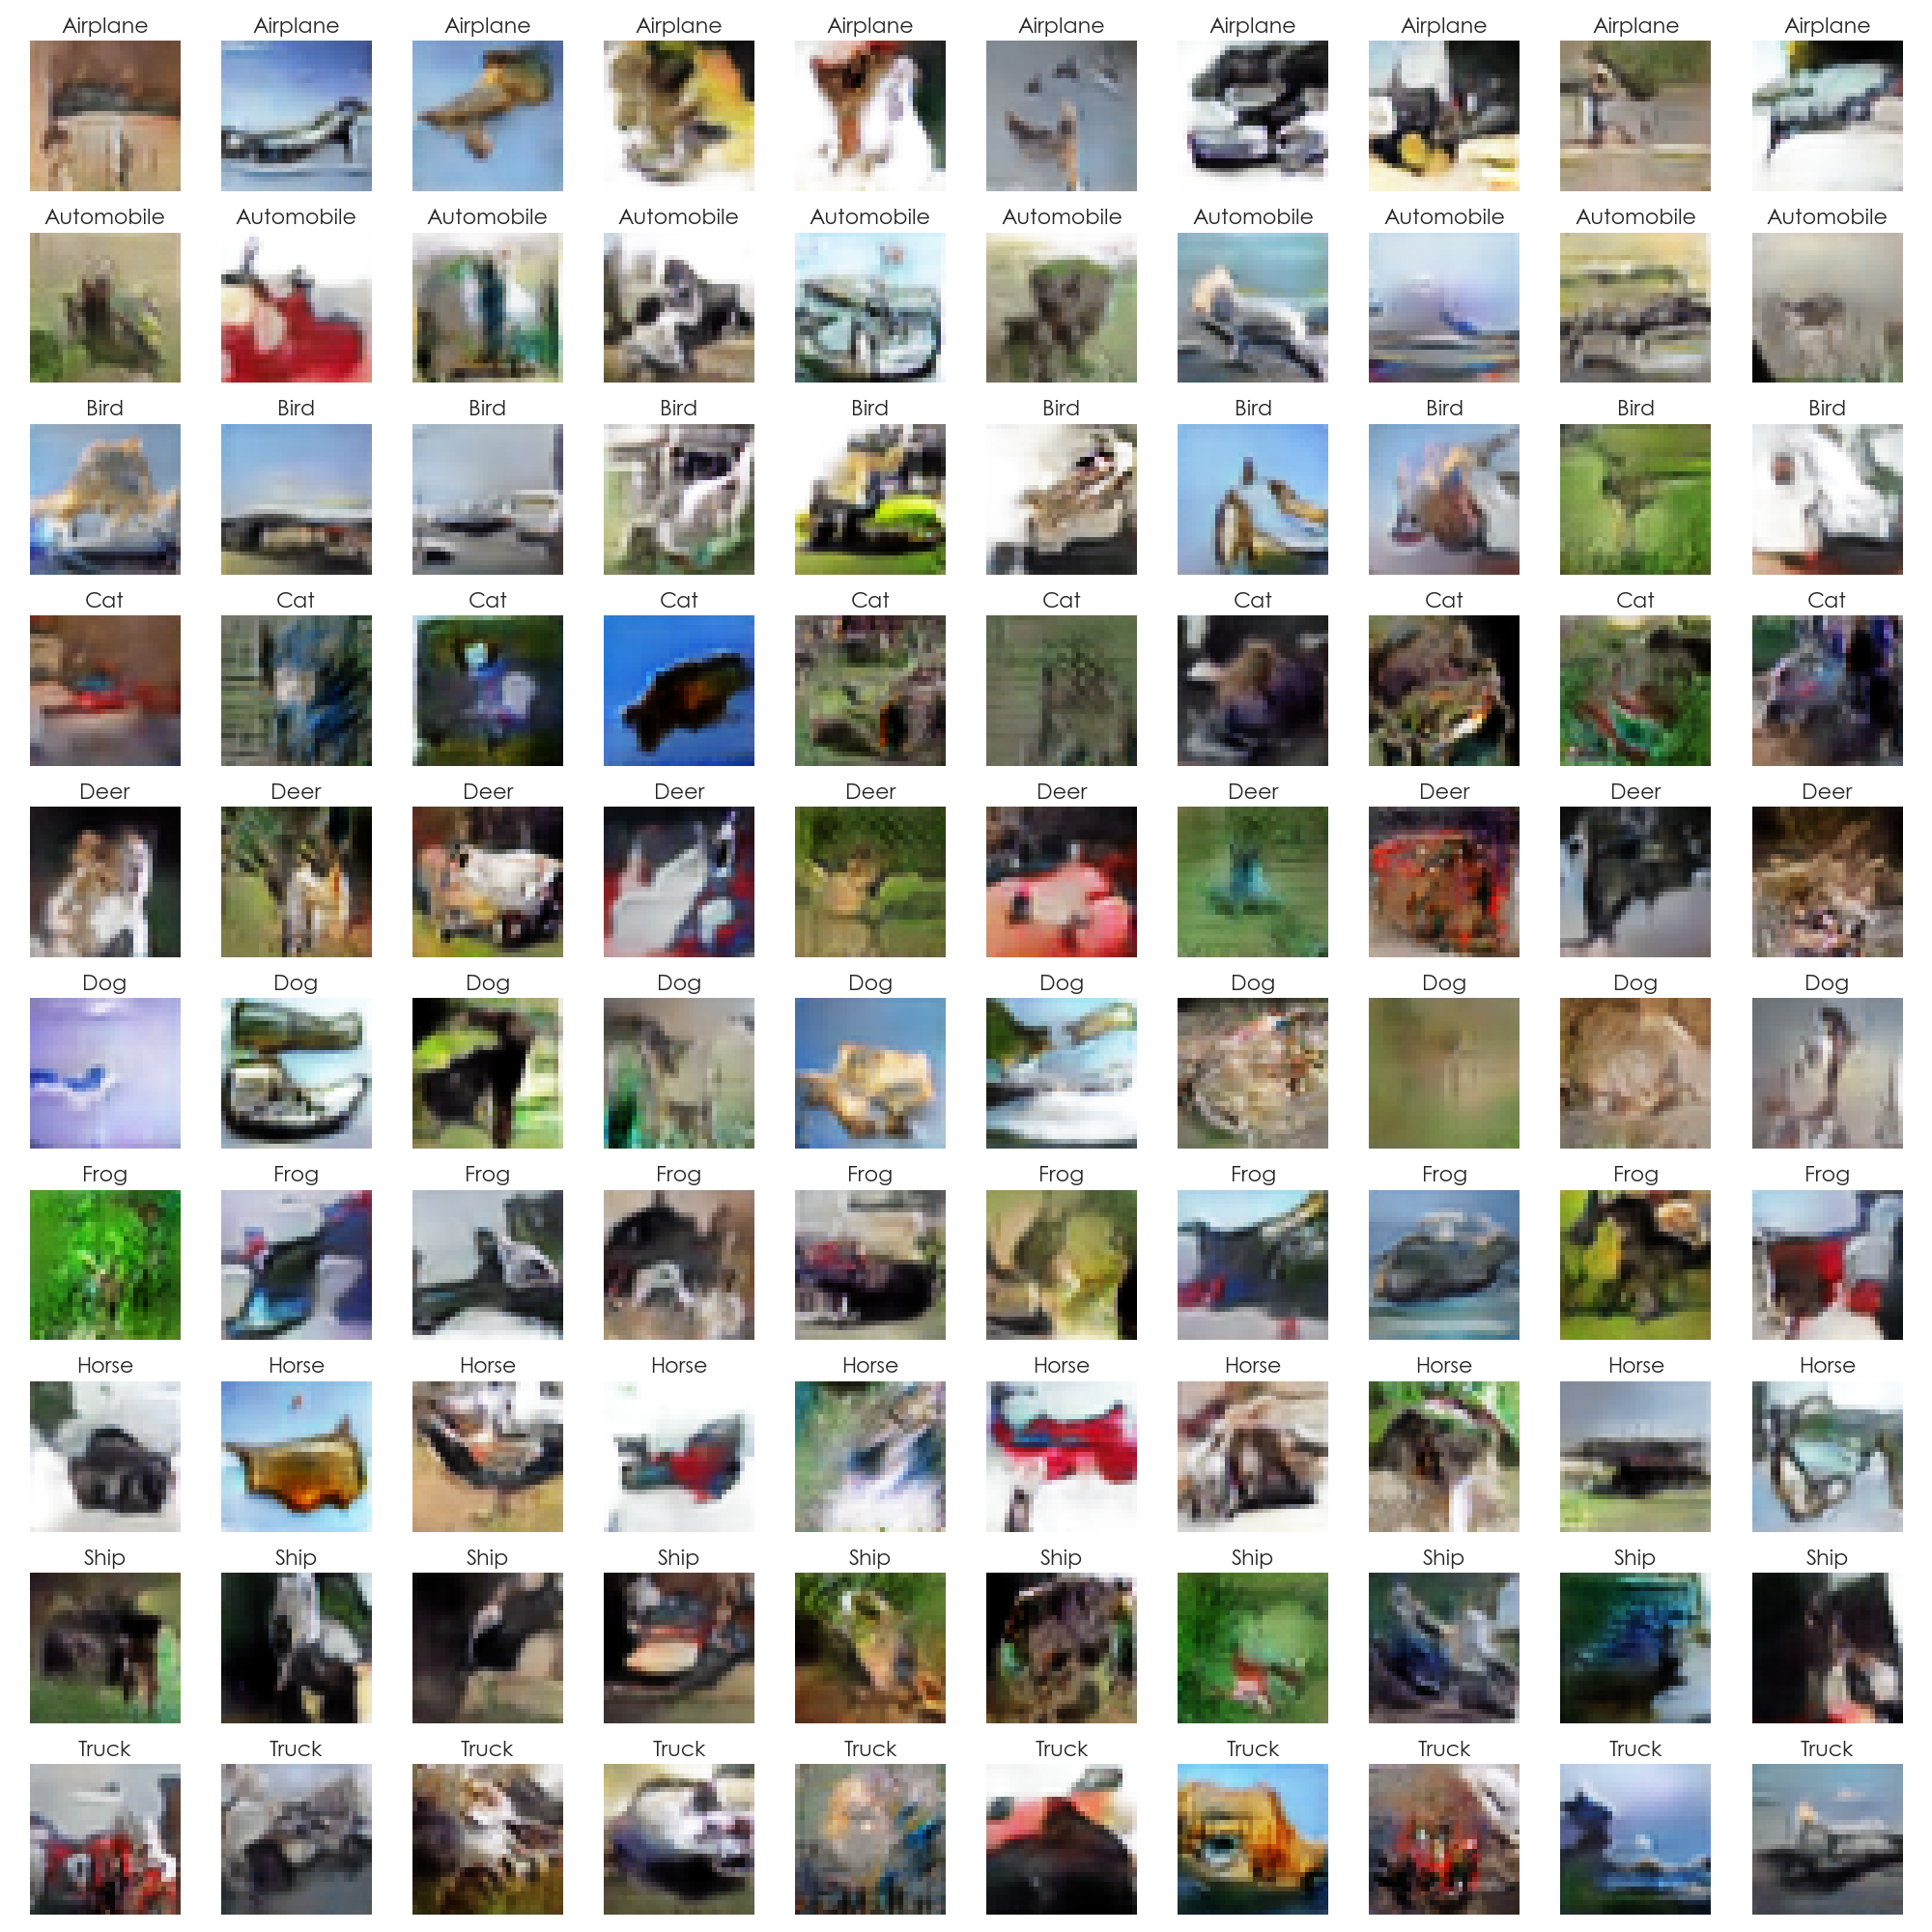 Airplane Airplane Airplane Airplane Airplane Airplane Airplane Airplane Airplane Airplane
Automobile Automobile Automobile Automobile Automobile Automobile Automobile Automobile Automobile Automobile
Bird Bird Bird Bird Bird Bird Bird Bird Bird Bird
Cat Cat Cat Cat Cat Cat Cat Cat Cat Cat
Deer Deer Deer Deer Deer Deer Deer Deer Deer Deer
Dog Dog Dog Dog Dog Dog Dog Dog Dog Dog
Frog Frog Frog Frog Frog Frog Frog Frog Frog Frog
Horse Horse Horse Horse Horse Horse Horse Horse Horse Horse
Ship Ship Ship Ship Ship Ship Ship Ship Ship Ship
Truck Truck Truck Truck Truck Truck Truck Truck Truck Truck